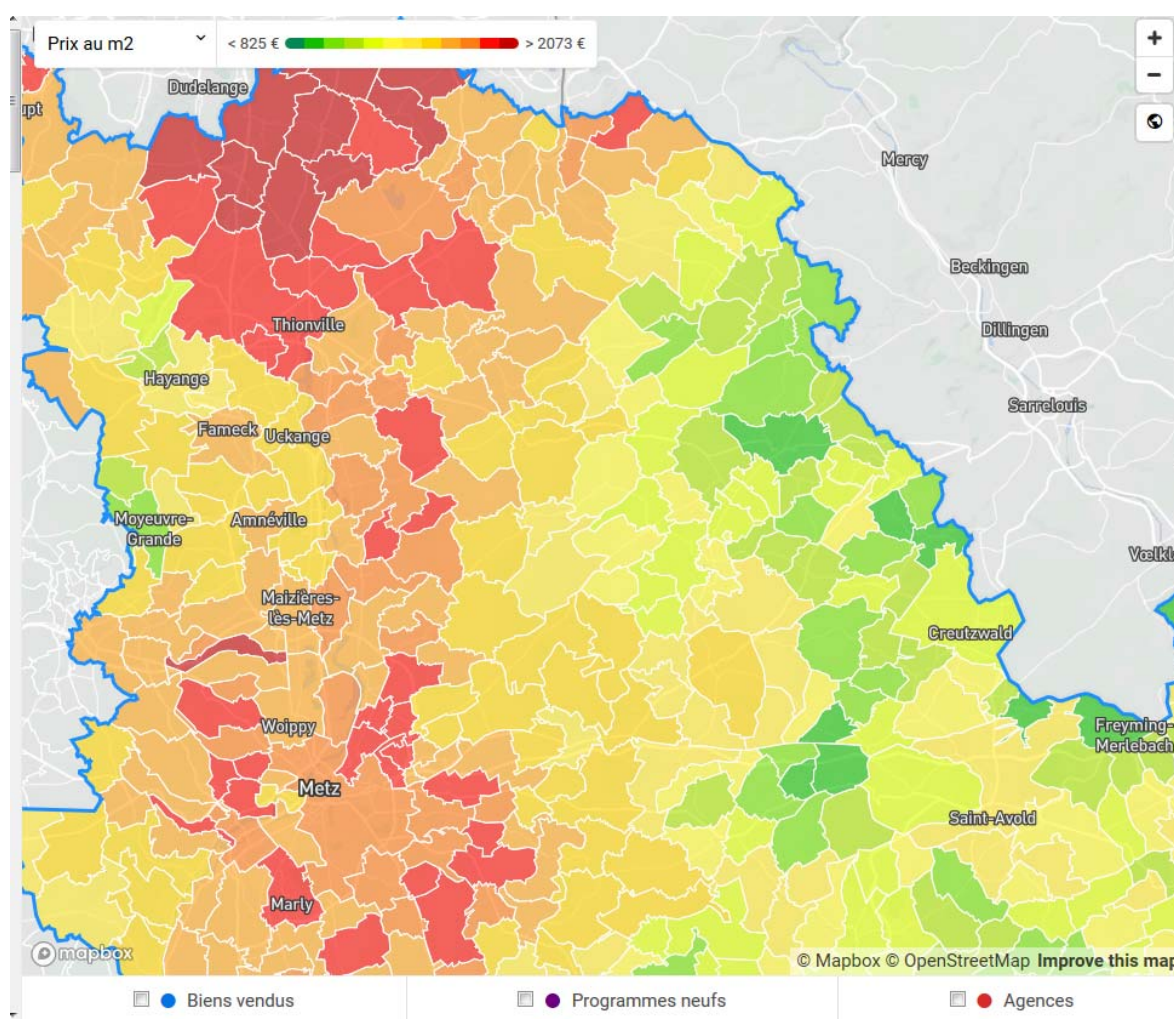 Prix au m2
< 825 €
> 2073 €
+
−
Dudelange
upt
Mercy
Beckingen
Dillingen
Thionville
Hayange
Sarrelouis
Fameck
Uckange
Moyeuvre-
Grande
Amnéville
Vœlkl
Maizières-
lès-Metz
Creutzwald
Woippy
Freyming-
Merlebach
Metz
Saint-Avold
Marly
mapbox
© Mapbox © OpenStreetMap Improve this map
Biens vendus
Programmes neufs
Agences